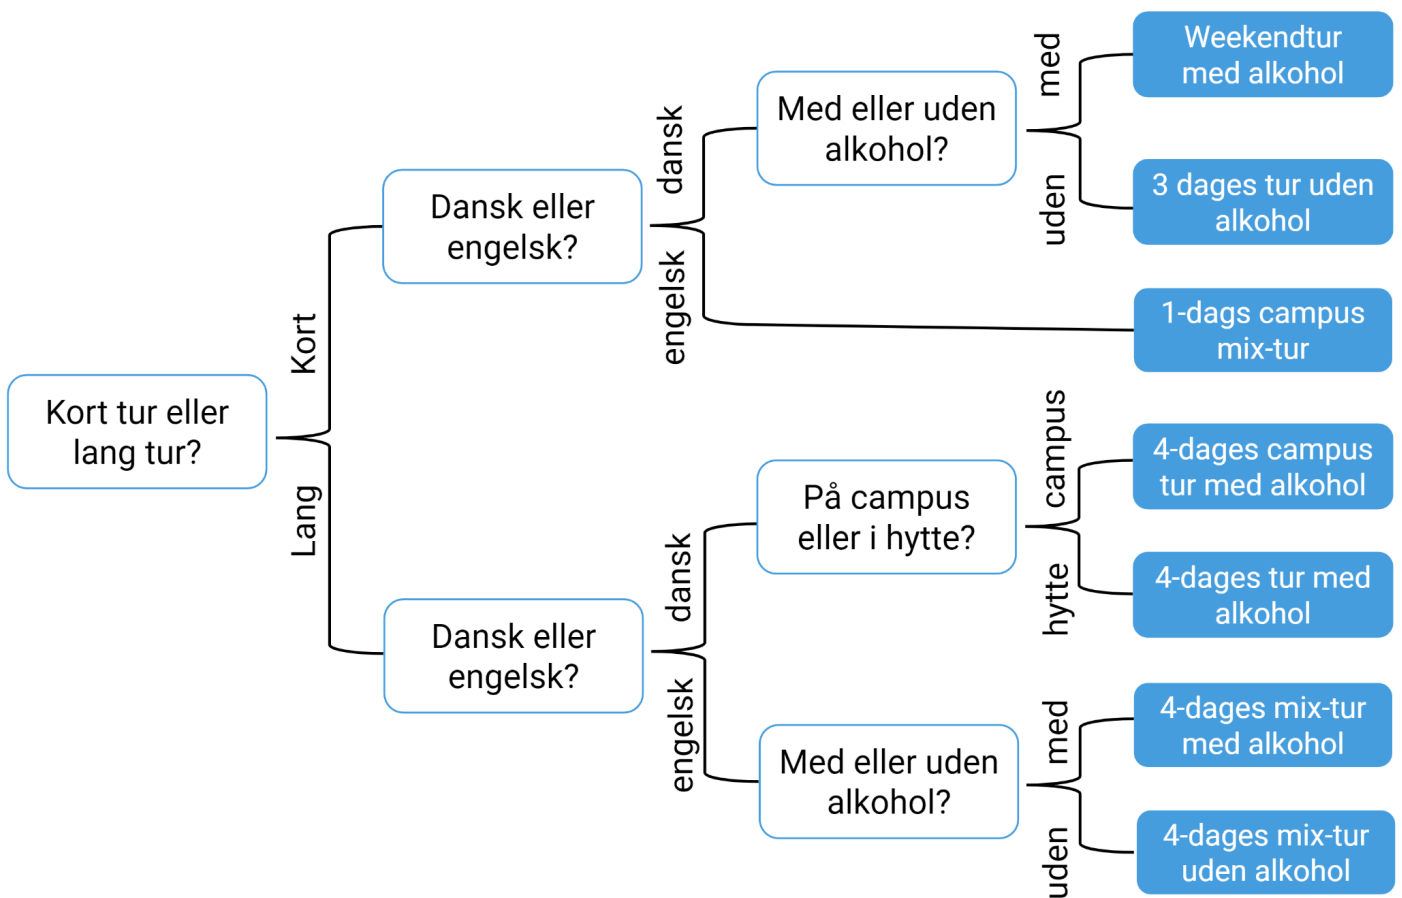 Kort tur eller
lang tur?
Kort
Lang
Dansk eller
engelsk?
dansk
engelsk
Med eller uden
alkohol?
med
uden
Weekendtur
med alkohol
3 dages tur uden
alkohol
1-dags campus
mix-tur
Dansk eller
engelsk?
dansk
engelsk
På campus
eller i hytte?
campus
hytte
4-dages campus
tur med alkohol
4-dages tur med
alkohol
Med eller uden
alkohol?
med
uden
4-dages mix-tur
med alkohol
4-dages mix-tur
uden alkohol